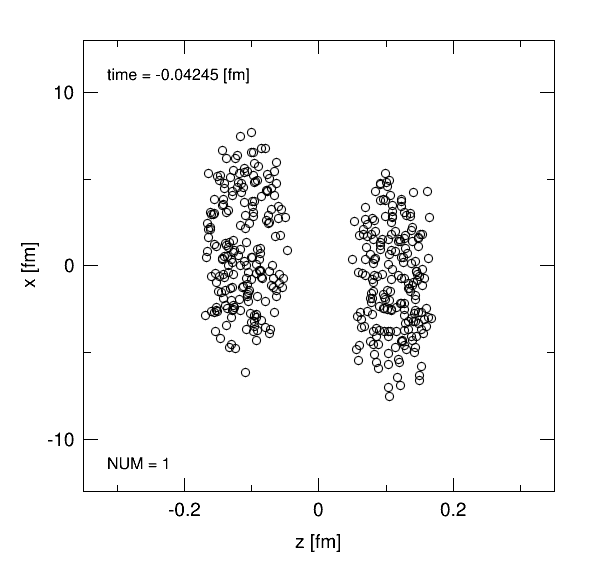 time = -0.04245 [fm]
10
0
-10
x [fm]
NUM = 1
-0.2
0
0.2
z [fm]